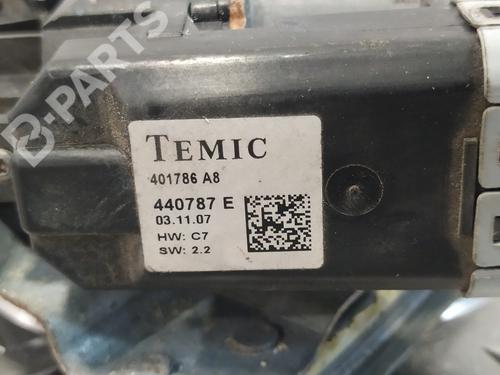 B-PARTS
TEMIC
401786 A8
440787 E
03.11.07
HW: C7
SW: 2.2